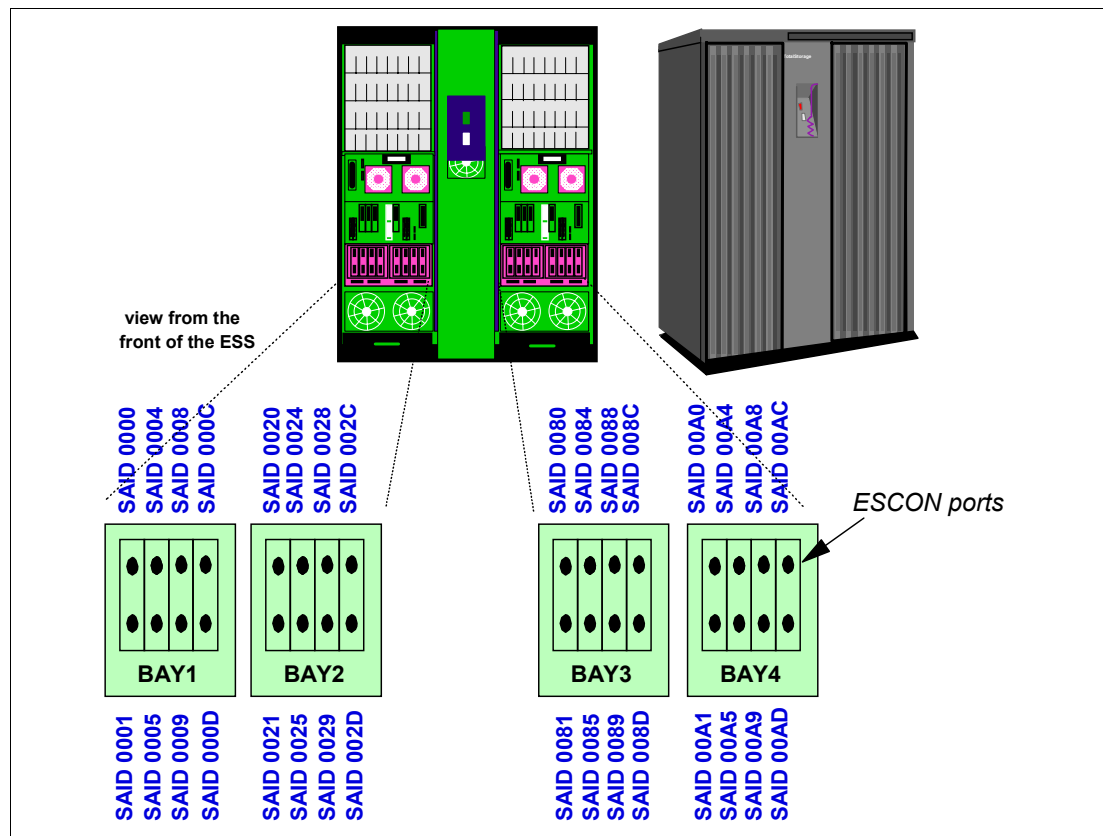 TotalStorage
view from the
front of the ESS
SAID 0000
SAID 0004
SAID 0008
SAID 000C
SAID 0020
SAID 0024
SAID 0028
SAID 002C
SAID 0080
SAID 0084
SAID 0088
SAID 008C
SAID 00A0
SAID 00A4
SAID 00A8
SAID 00AC
ESCON ports
BAY1
BAY2
BAY3
BAY4
SAID 0001
SAID 0005
SAID 0009
SAID 000D
SAID 0021
SAID 0025
SAID 0029
SAID 002D
SAID 0081
SAID 0085
SAID 0089
SAID 008D
SAID 00A1
SAID 00A5
SAID 00A9
SAID 00AD